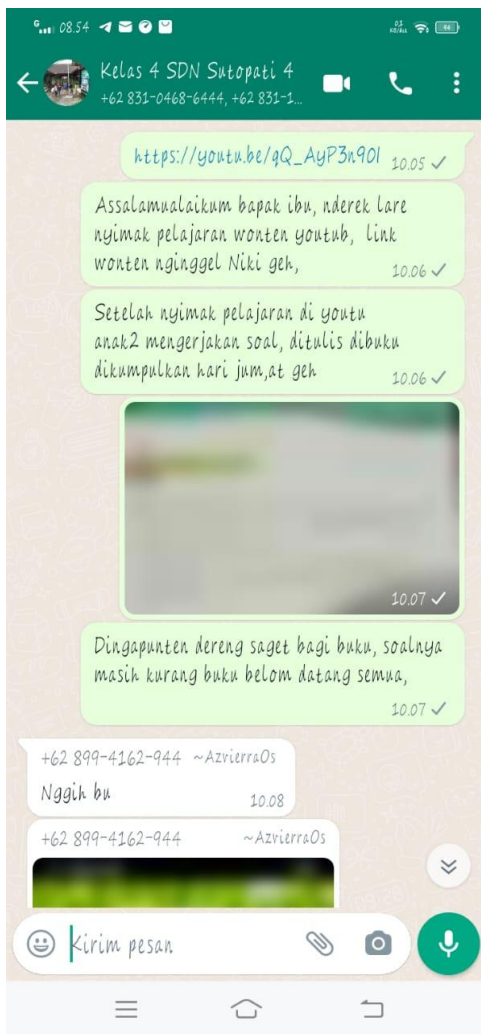 08.54
94
Kelas 4 SDN Sutopati 4
+62 831-0468-6444, +62 831-1...
https://youtu.be/qQ_AyP3n90I 10.05
Assalamualaikum bapak ibu, nderek lare
nyimak pelajaran wonten youtub, link
wonten nginggel Niki geh, 10.06
Setelah nyimak pelajaran di youtu
anak2 mengerjakan soal, ditulis dibuku
dikumpulkan hari jum,at geh 10.06
10.07
Dingapunten dereng saget bagi buku, soalnya
masih kurang buku belom datang semua,
10.07
+62 899-4162-944 ~AzvierraOs
Nggih bu 10.08
+62 899-4162-944 ~AzvierraOs
Kirim pesan